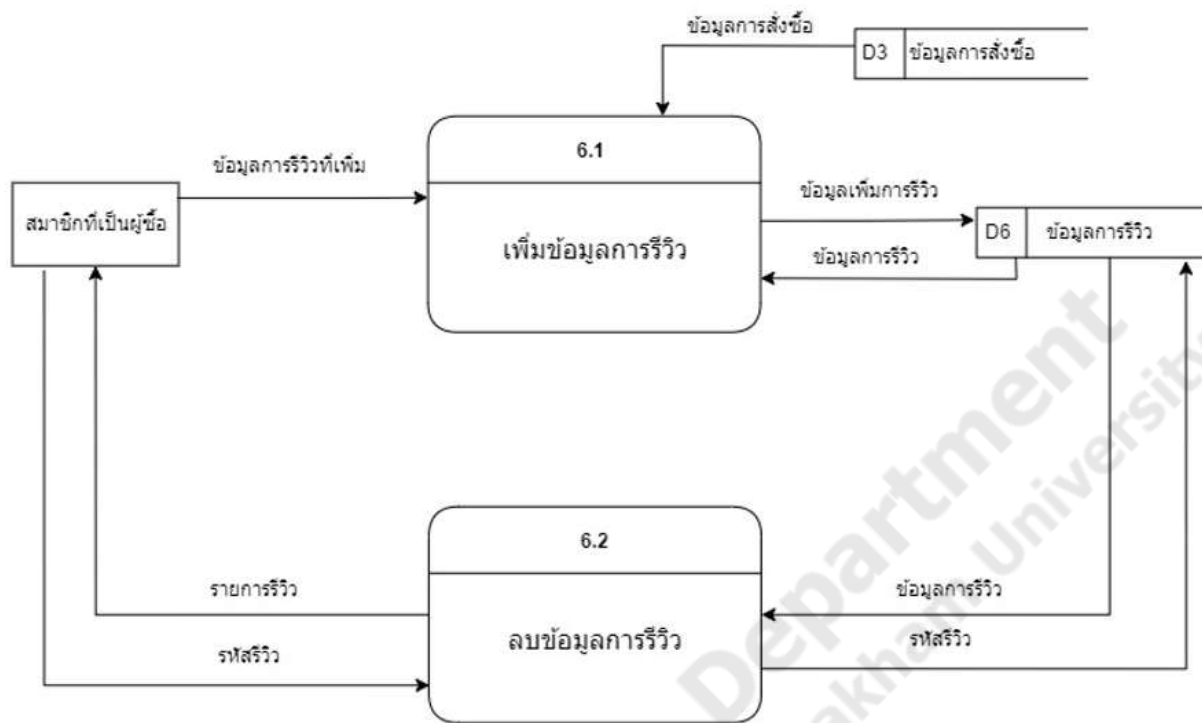 ข้อมูลการสั่งซื้อ
D3 ข้อมูลการสั่งซื้อ
6.1
ข้อมูลการรีวิวที่เพิ่ม
สมาชิกที่เป็นผู้ซื้อ
เพิ่มข้อมูลการรีวิว
ข้อมูลเพิ่มการรีวิว
D6 ข้อมูลการรีวิว
ข้อมูลการรีวิว
6.2
รายการรีวิว
ลบข้อมูลการรีวิว
ข้อมูลการรีวิว
รหัสรีวิว
รหัสรีวิว
Department
University